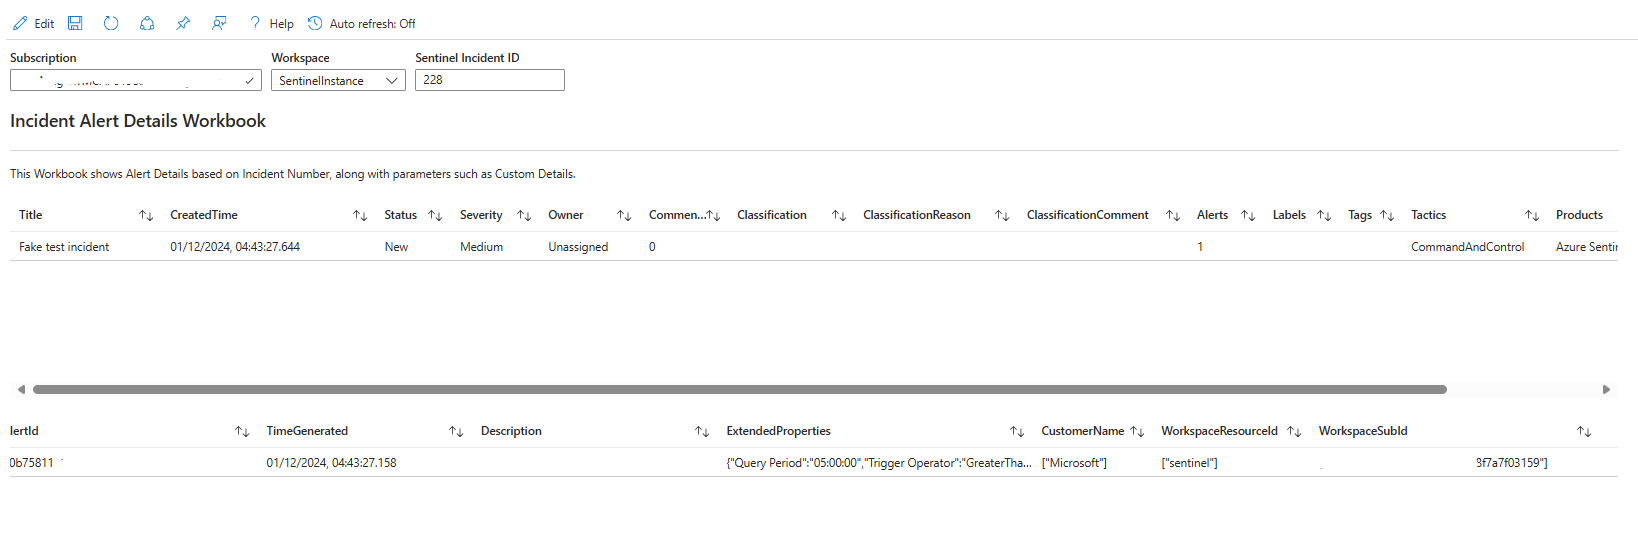 Edit Help Auto refresh: Off
Subscription Workspace Sentinel Incident ID
SentinelInstance 228
Incident Alert Details Workbook
This Workbook shows Alert Details based on Incident Number, along with parameters such as Custom Details.
Title CreatedTime Status Severity Owner Commen... Classification ClassificationReason ClassificationComment Alerts Labels Tags Tactics Products
Fake test incident 01/12/2024, 04:43:27.644 New Medium Unassigned 0 1 CommandAndControl Azure Sentin
lertId TimeGenerated Description ExtendedProperties CustomerName WorkspaceResourceId WorkspaceSubId
0b75811 01/12/2024, 04:43:27.158 {"Query Period":"05:00:00","Trigger Operator":"GreaterTha... ["Microsoft"] ["sentinel"] 3f7a7f03159"]